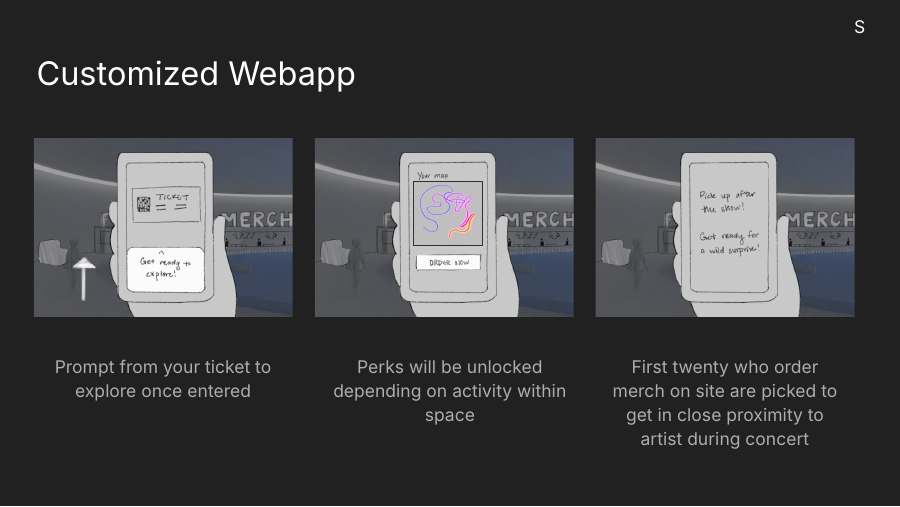 S
Customized Webapp
TICKET
MERCH
Get ready to
explore!
Your map
MERCH
ORDER NOW
Pick up after
the show!
MERCH
Get ready for
a wild surprise!
Prompt from your ticket to
explore once entered
Perks will be unlocked
depending on activity within
space
First twenty who order
merch on site are picked to
get in close proximity to
artist during concert